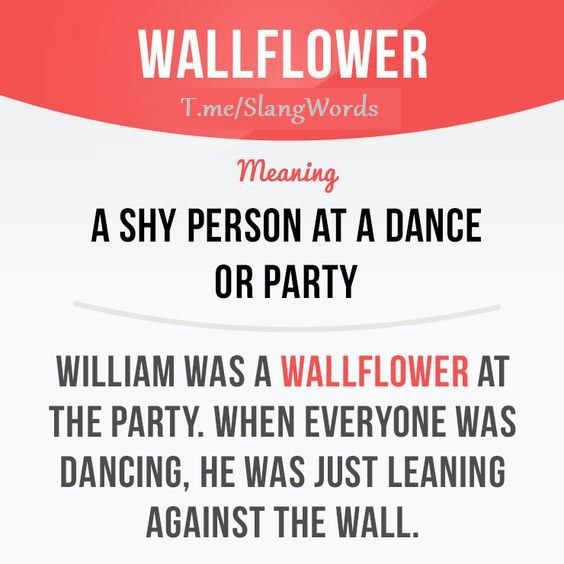 WALLFLOWER
T.me/SlangWords
Meaning
A SHY PERSON AT A DANCE
OR PARTY
WILLIAM WAS A WALLFLOWER AT
THE PARTY. WHEN EVERYONE WAS
DANCING, HE WAS JUST LEANING
AGAINST THE WALL.